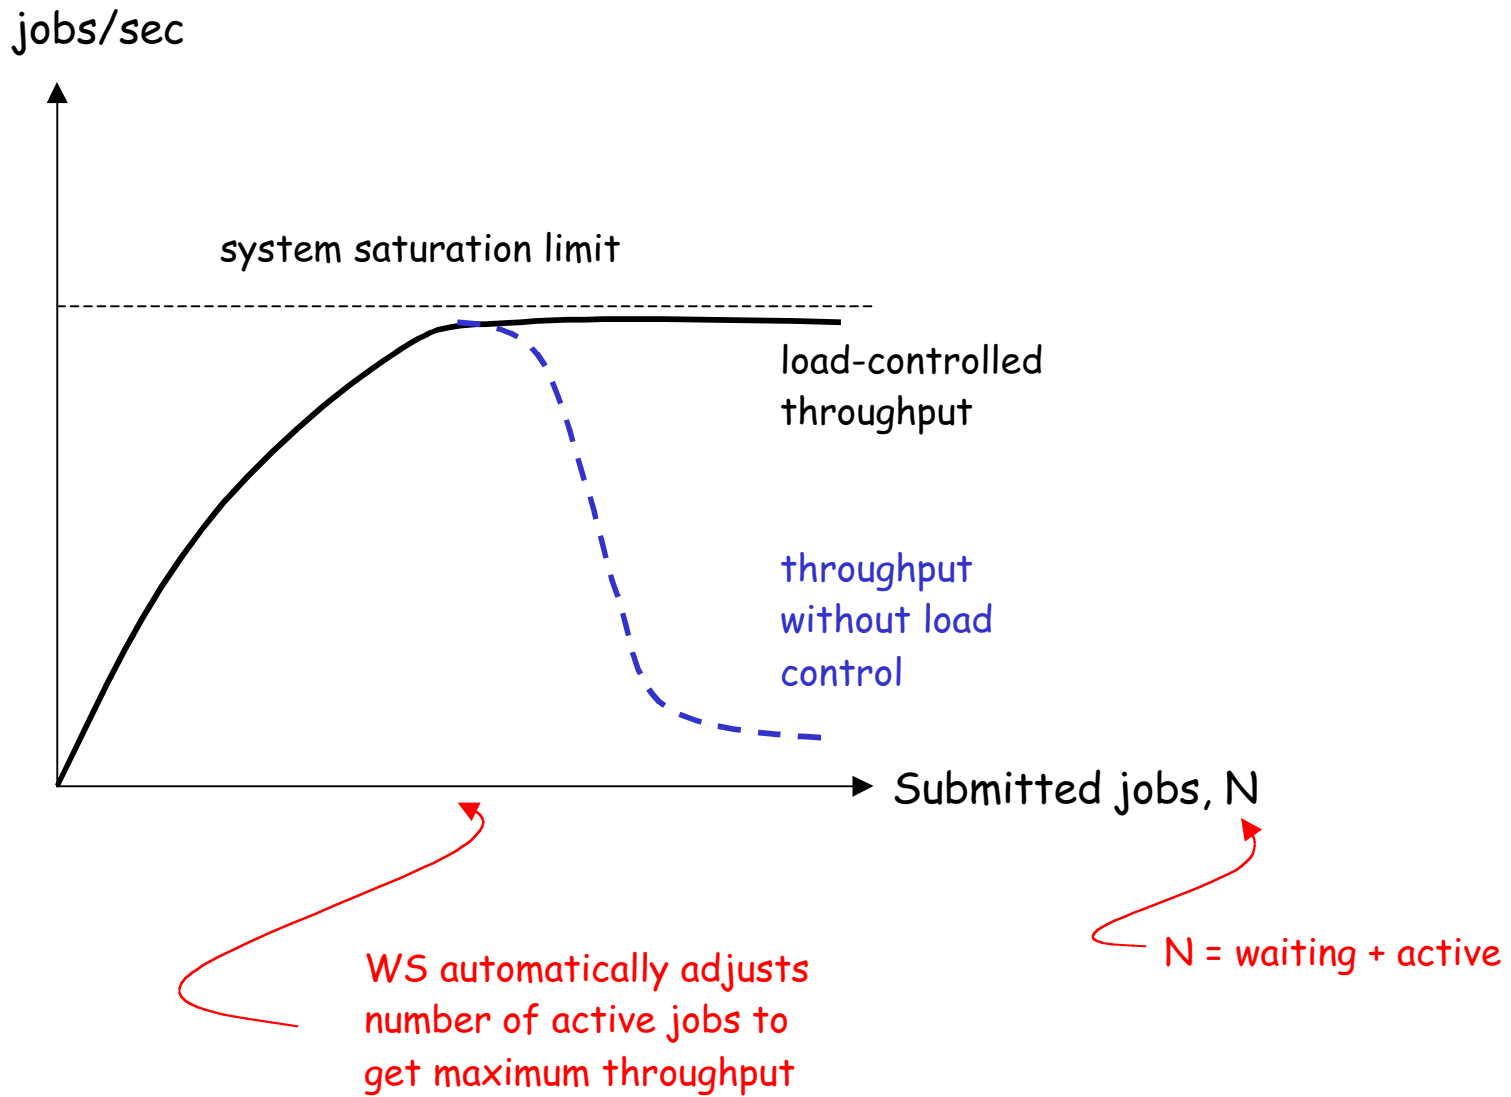 jobs/sec
system saturation limit
load-controlled
throughput
throughput
without load
control
Submitted jobs, N
N = waiting + active
WS automatically adjusts
number of active jobs to
get maximum throughput